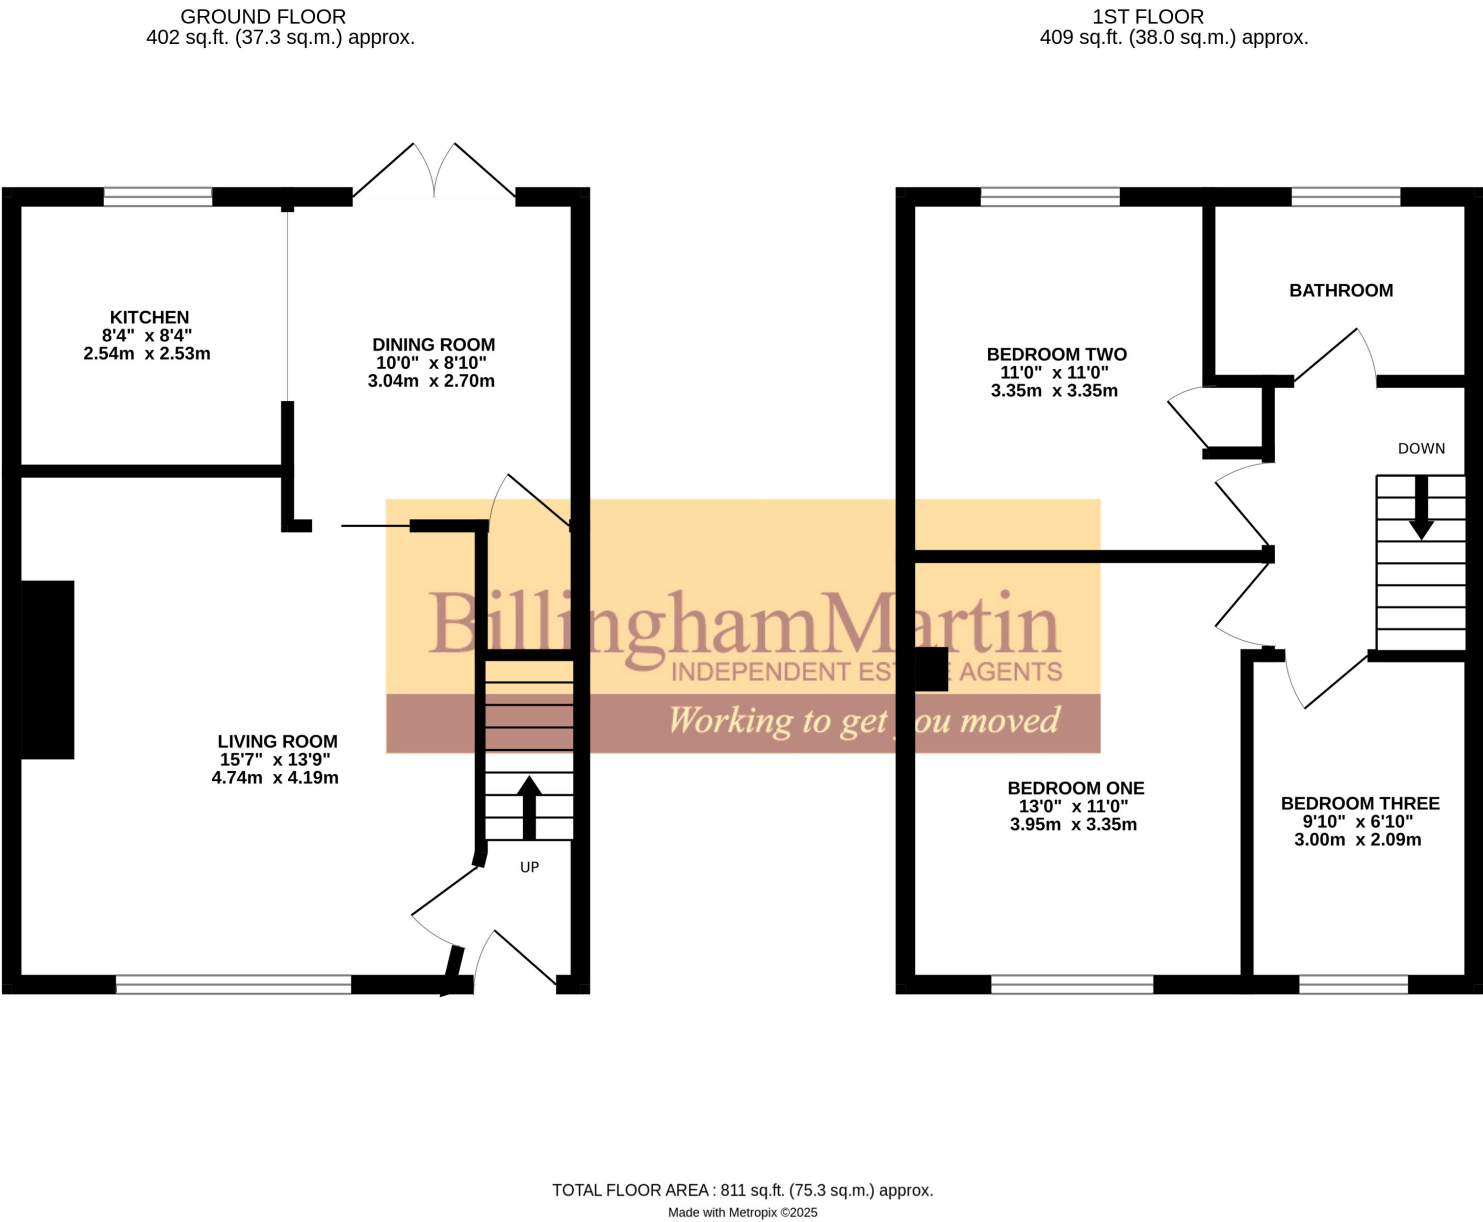 GROUND FLOOR
402 sq.ft. (37.3 sq.m.) approx.
1ST FLOOR
409 sq.ft. (38.0 sq.m.) approx.
KITCHEN
8'4" x 8'4"
2.54m x 2.53m
DINING ROOM
10'0" x 8'10"
3.04m x 2.70m
LIVING ROOM
15'7" x 13'9"
4.74m x 4.19m
UP
BATHROOM
BEDROOM TWO
11'0" x 11'0"
3.35m x 3.35m
DOWN
BEDROOM ONE
13'0" x 11'0"
3.95m x 3.35m
BEDROOM THREE
9'10" x 6'10"
3.00m x 2.09m
BillinghamMartin
INDEPENDENT ESTATE AGENTS
Working to get you moved
TOTAL FLOOR AREA : 811 sq.ft. (75.3 sq.m.) approx.
Made with Metropix ©2025